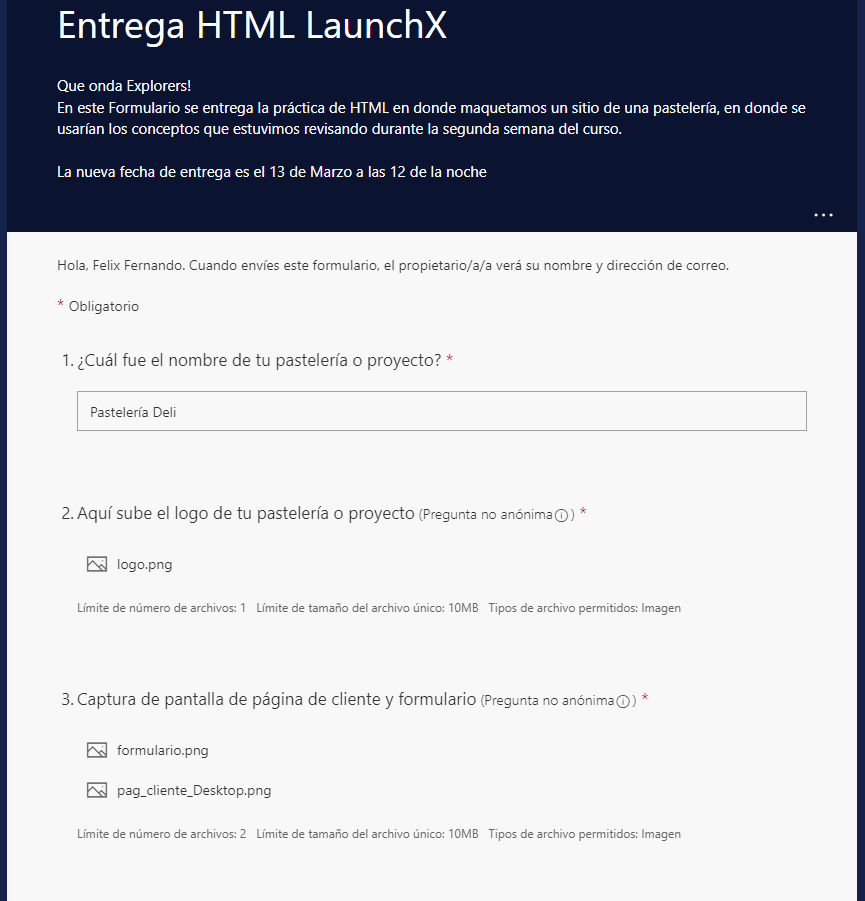 Entrega HTML LaunchX
Que onda Explorers!
En este Formulario se entrega la práctica de HTML en donde maquetamos un sitio de una pastelería, en donde se
usarían los conceptos que estuvimos revisando durante la segunda semana del curso.
La nueva fecha de entrega es el 13 de Marzo a las 12 de la noche
...
Hola, Felix Fernando. Cuando envíes este formulario, el propietario/a/a verá su nombre y dirección de correo.
* Obligatorio
1. ¿Cuál fue el nombre de tu pastelería o proyecto? *
Pastelería Deli
2. Aquí sube el logo de tu pastelería o proyecto (Pregunta no anónima ⓘ) *
logo.png
Límite de número de archivos: 1 Límite de tamaño del archivo único: 10MB Tipos de archivo permitidos: Imagen
3. Captura de pantalla de página de cliente y formulario (Pregunta no anónima ⓘ) *
formulario.png
pag_cliente_Desktop.png
Límite de número de archivos: 2 Límite de tamaño del archivo único: 10MB Tipos de archivo permitidos: Imagen